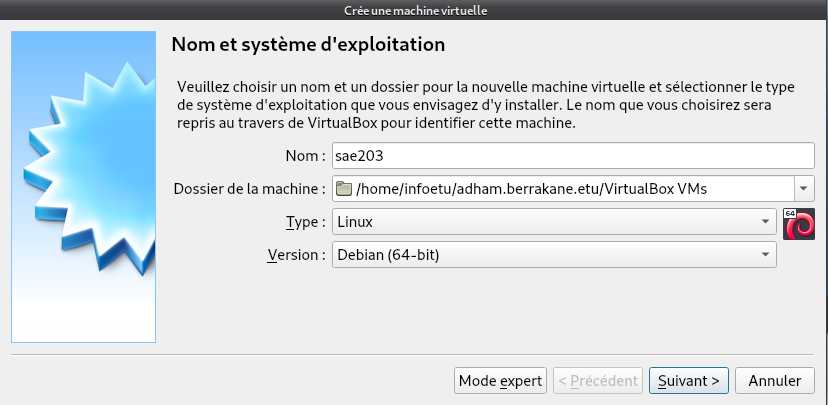 Crée une machine virtuelle
Nom et système d'exploitation
Veuillez choisir un nom et un dossier pour la nouvelle machine virtuelle et sélectionner le type
de système d'exploitation que vous envisagez d'y installer. Le nom que vous choisirez sera
repris au travers de VirtualBox pour identifier cette machine.
Nom : sae203
Dossier de la machine : /home/infoetu/adham.berrakane.etu/VirtualBox VMs
Type : Linux
64
Version : Debian (64-bit)
Mode expert < Précédent Suivant > Annuler